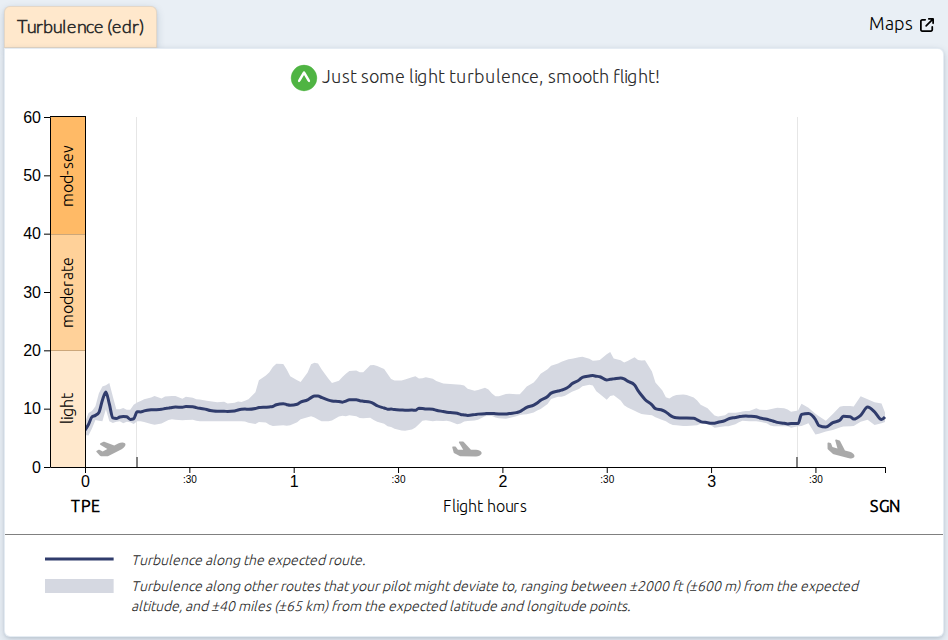 Turbulence (edr)
Maps
Just some light turbulence, smooth flight!
60
50
40
30
20
10
0
mod-sev
moderate
light
0 :30 1 :30 2 :30 3 :30
TPE Flight hours SGN
Turbulence along the expected route.
Turbulence along other routes that your pilot might deviate to, ranging between ±2000 ft (±600 m) from the expected
altitude, and ±40 miles (±65 km) from the expected latitude and longitude points.